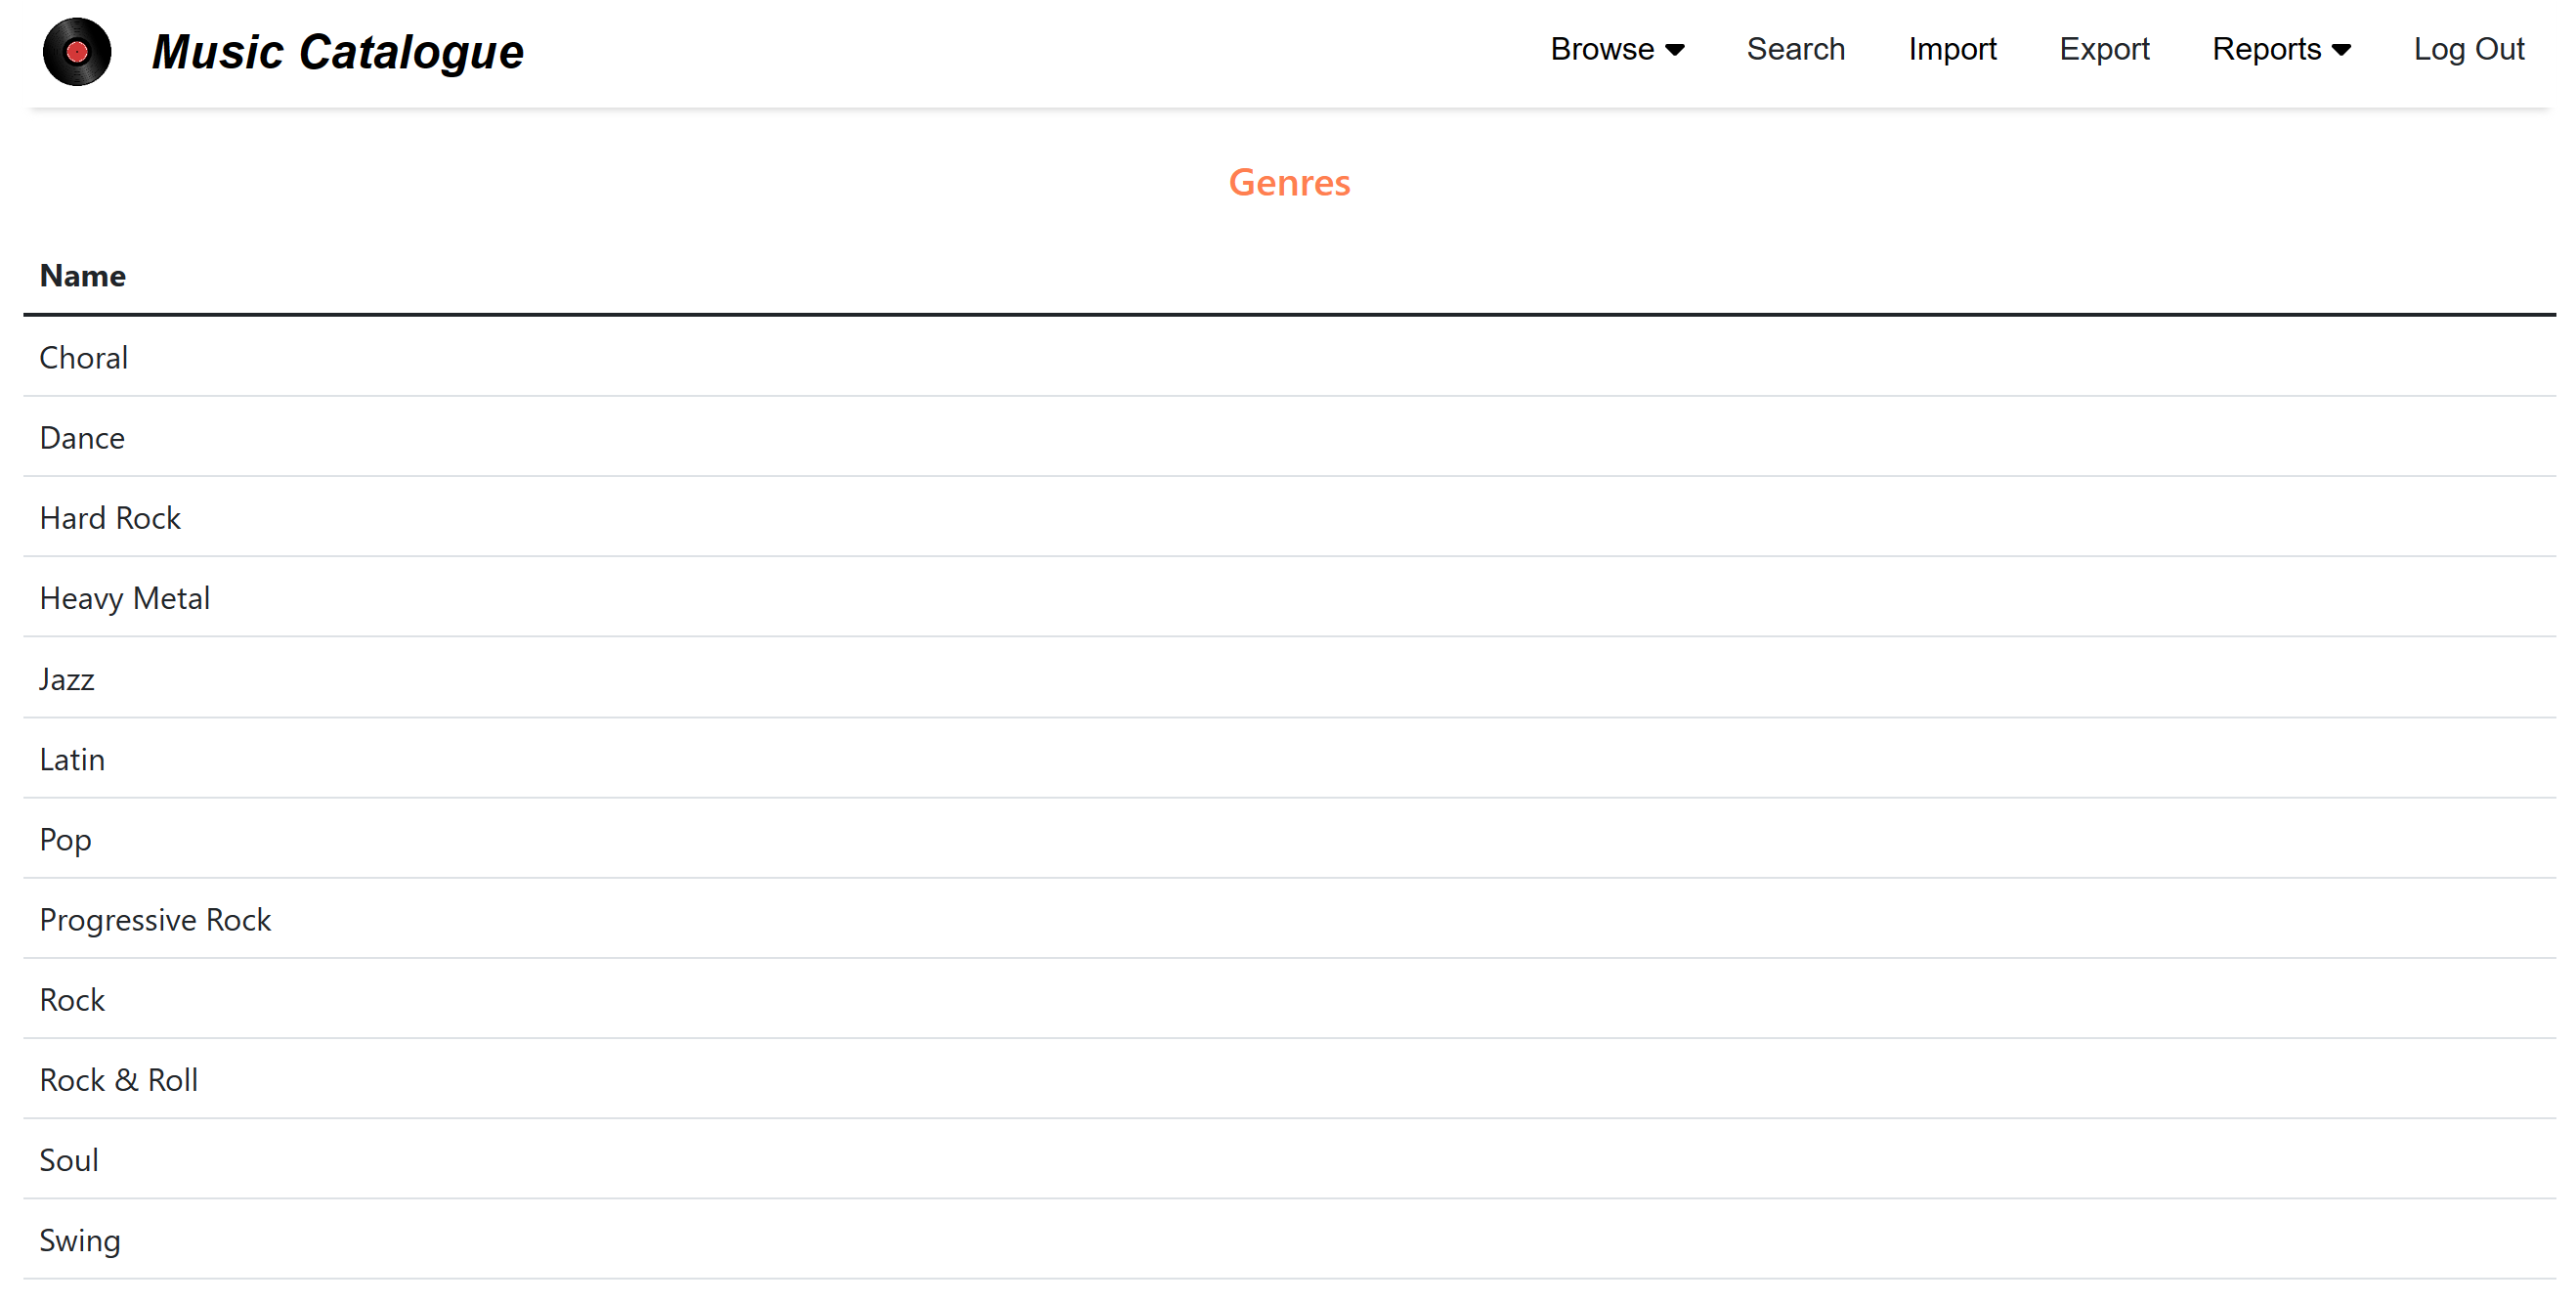 Music Catalogue Browse Search Import Export Reports Log Out
Genres
Name
Choral
Dance
Hard Rock
Heavy Metal
Jazz
Latin
Pop
Progressive Rock
Rock
Rock & Roll
Soul
Swing